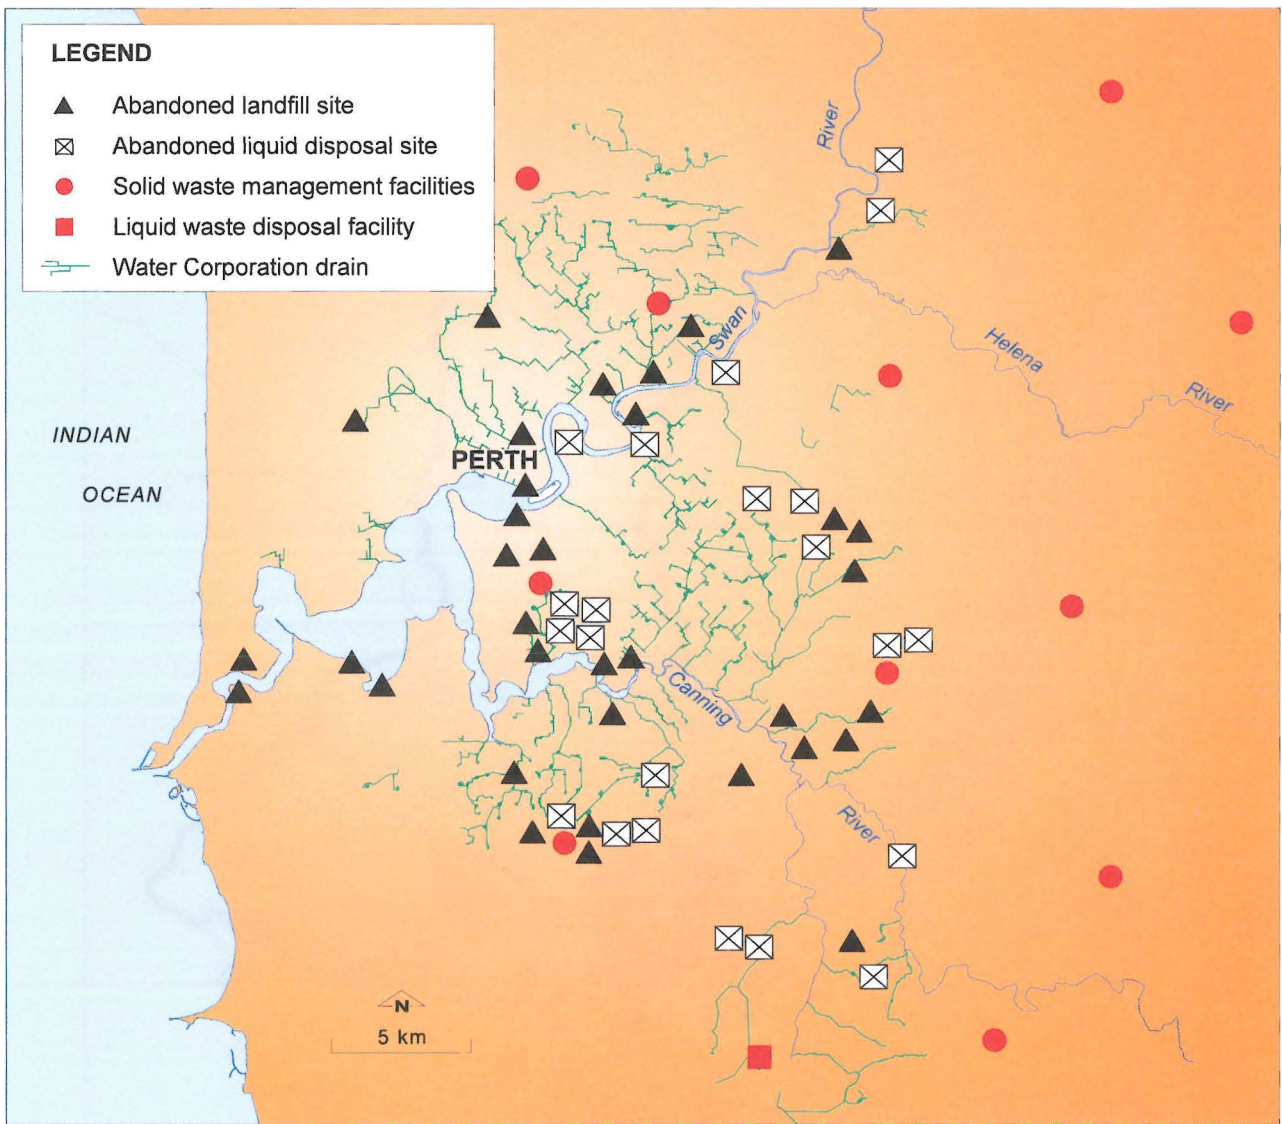 LEGEND
Abandoned landfill site
Abandoned liquid disposal site
Solid waste management facilities
Liquid waste disposal facility
Water Corporation drain
River
Swan
Helena
River
INDIAN
OCEAN
PERTH
Canning
River
N
5 km